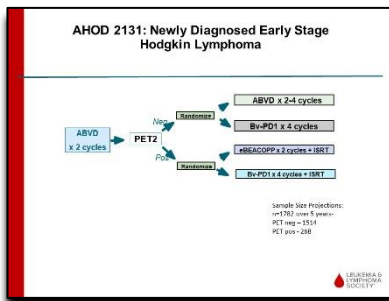 AHOD 2131: Newly Diagnosed Early Stage
Hodgkin Lymphoma
ABVD
x 2 cycles
PET2
Neg
Pos
Randomize
Randomize
ABVD x 2-4 cycles
Bv-PD1 x 4 cycles
eBEACOPP x 2 cycles + ISRT
Bv-PD1 x 4 cycles + ISRT
Sample Size Projections:
n=1782 over 5 years-
PET neg = 1514
PET pos - 268
LEUKEMIA &
LYMPHOMA
SOCIETY